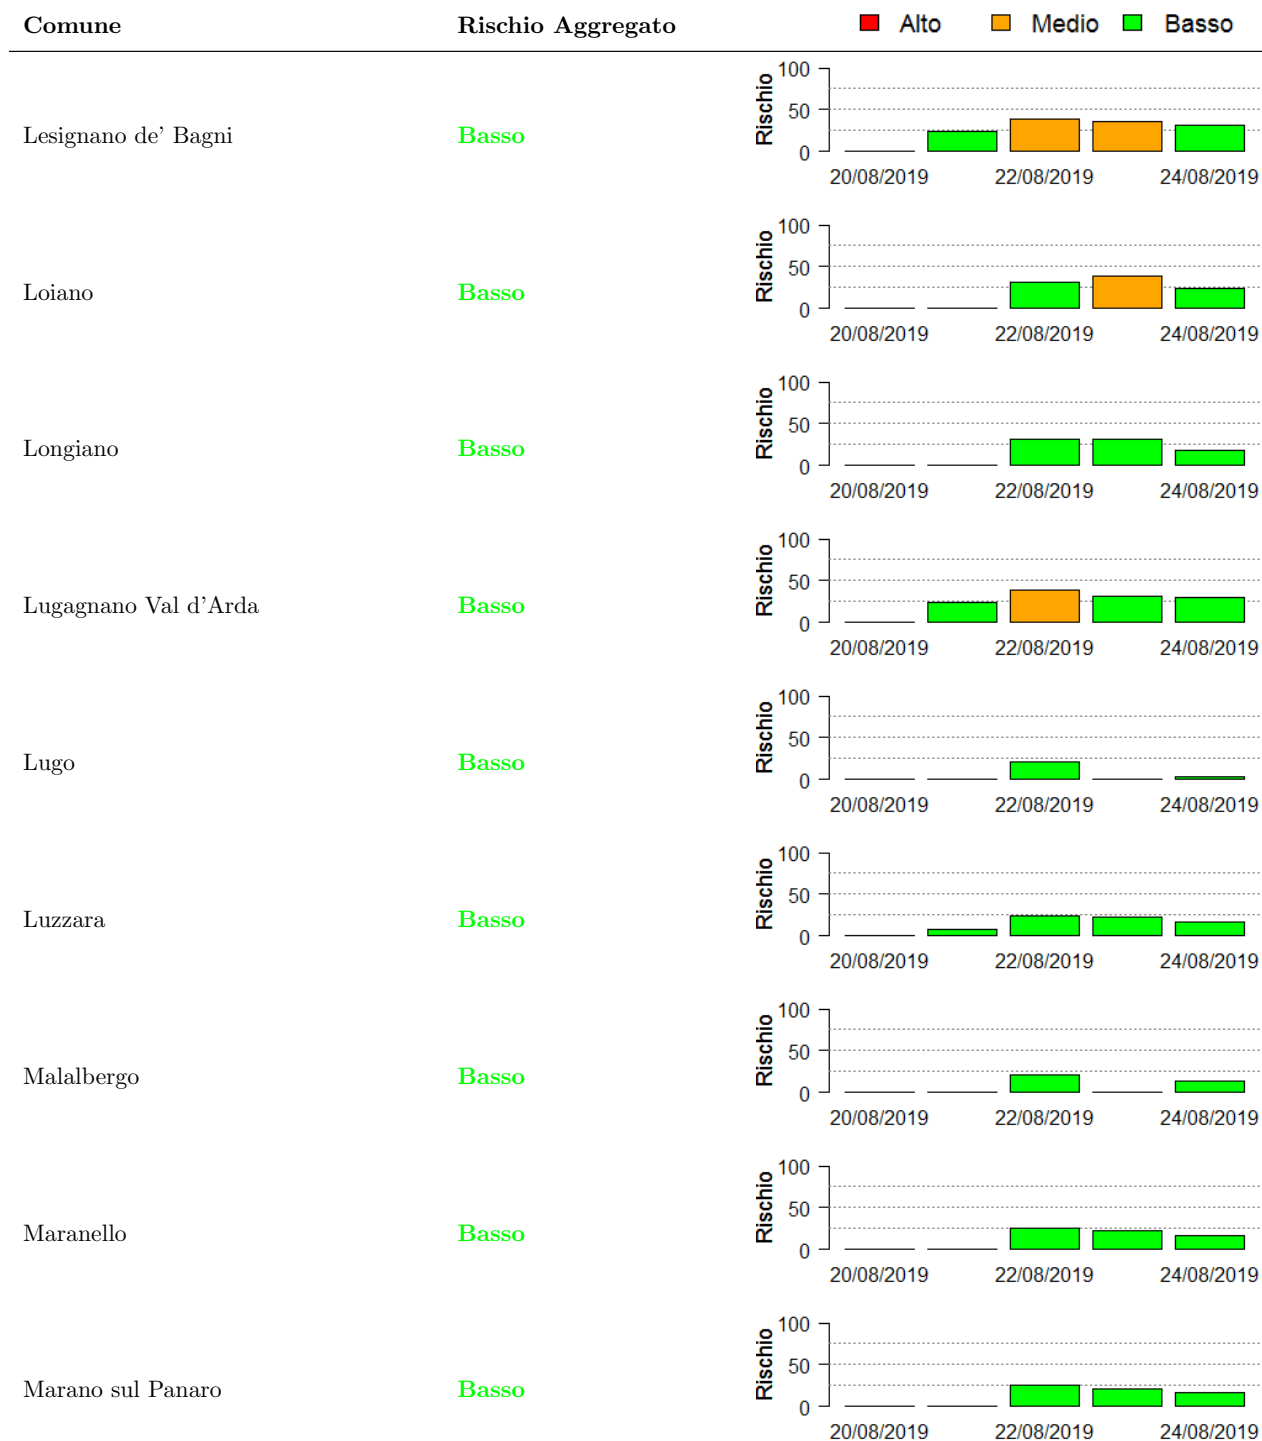 Comune Rischio Aggregato Alto Medio Basso
100
50
0
Rischio
Lesignano de' Bagni Basso
20/08/2019 22/08/2019 24/08/2019
100
50
0
Rischio
Loiano Basso
20/08/2019 22/08/2019 24/08/2019
100
50
0
Rischio
Longiano Basso
20/08/2019 22/08/2019 24/08/2019
100
50
0
Rischio
Lugagnano Val d'Arda Basso
20/08/2019 22/08/2019 24/08/2019
100
50
0
Rischio
Lugo Basso
20/08/2019 22/08/2019 24/08/2019
100
50
0
Rischio
Luzzara Basso
20/08/2019 22/08/2019 24/08/2019
100
50
0
Rischio
Malalbergo Basso
20/08/2019 22/08/2019 24/08/2019
100
50
0
Rischio
Maranello Basso
20/08/2019 22/08/2019 24/08/2019
100
50
0
Rischio
Marano sul Panaro Basso
20/08/2019 22/08/2019 24/08/2019